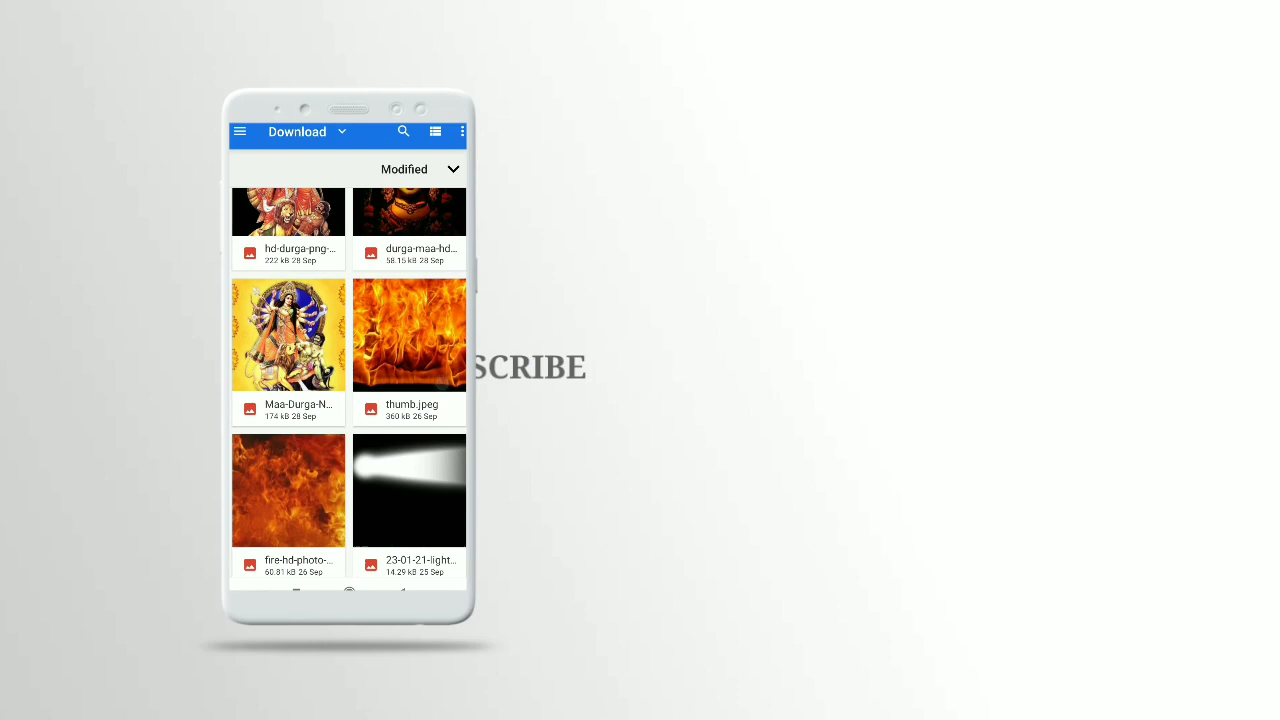 Download
Modified
hd-durga-png-...
222 kB 28 Sep
durga-maa-hd...
58.15 kB 28 Sep
Maa-Durga-N...
174 kB 28 Sep
thumb.jpeg
360 kB 26 Sep
SCRIBE
fire-hd-photo-...
60.81 kB 26 Sep
23-01-21-light...
14.29 kB 25 Sep